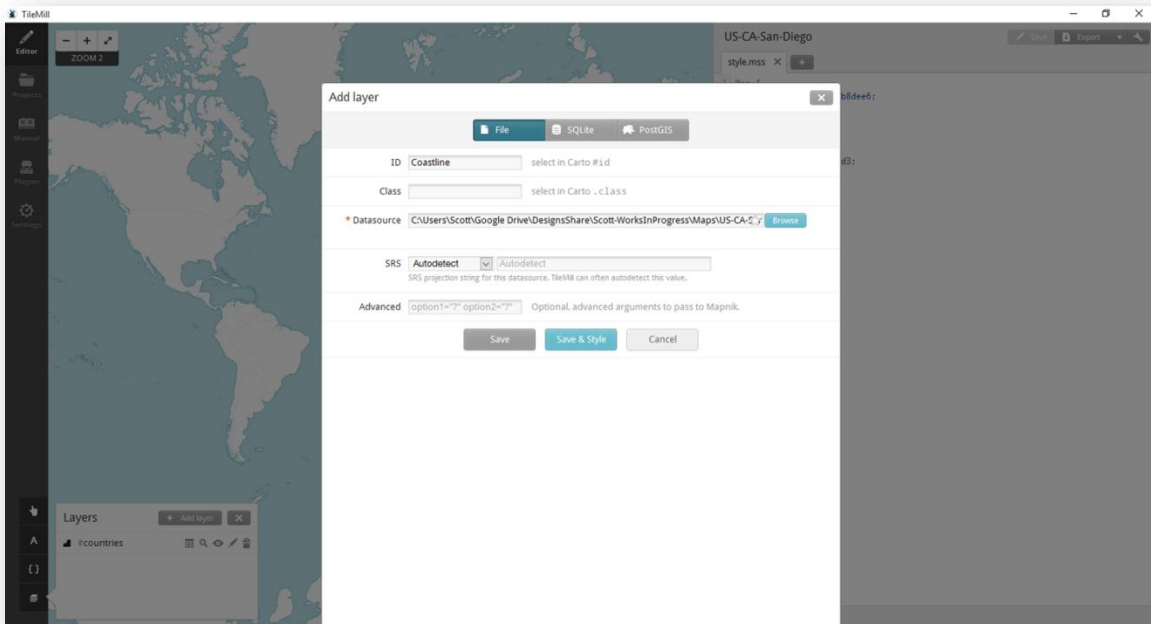 TileMill
Editor
Projects
Manual
Plugins
Settings
ZOOM 2
US-CA-San-Diego
Save
Export
style.mss
b8dee6;
d3;
Add layer
File
SQLite
PostGIS
ID Coastline select in Carto #id
Class select in Carto .class
* Datasource C:\Users\Scott\Google Drive\DesignsShare\Scott-WorksInProgress\Maps\US-CA-S Browse
SRS Autodetect Autodetect
SRS projection string for this datasource. TileMill can often autodetect this value.
Advanced option1="?" option2="?" Optional, advanced arguments to pass to Mapnik.
Save Save & Style Cancel
Layers + Add layer
#countries
A
{ }